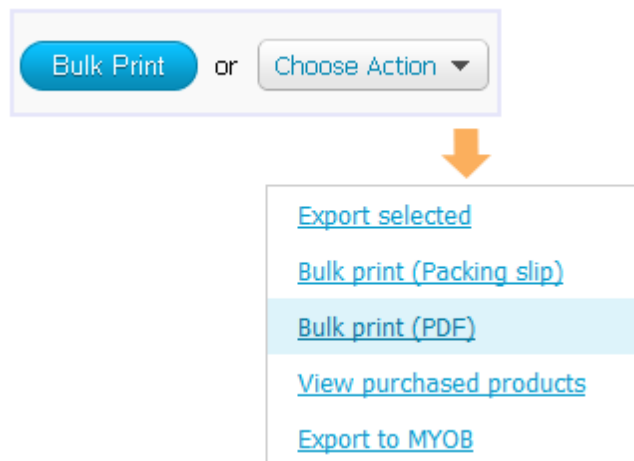 Bulk Print or Choose Action
Export selected
Bulk print (Packing slip)
Bulk print (PDF)
View purchased products
Export to MYOB